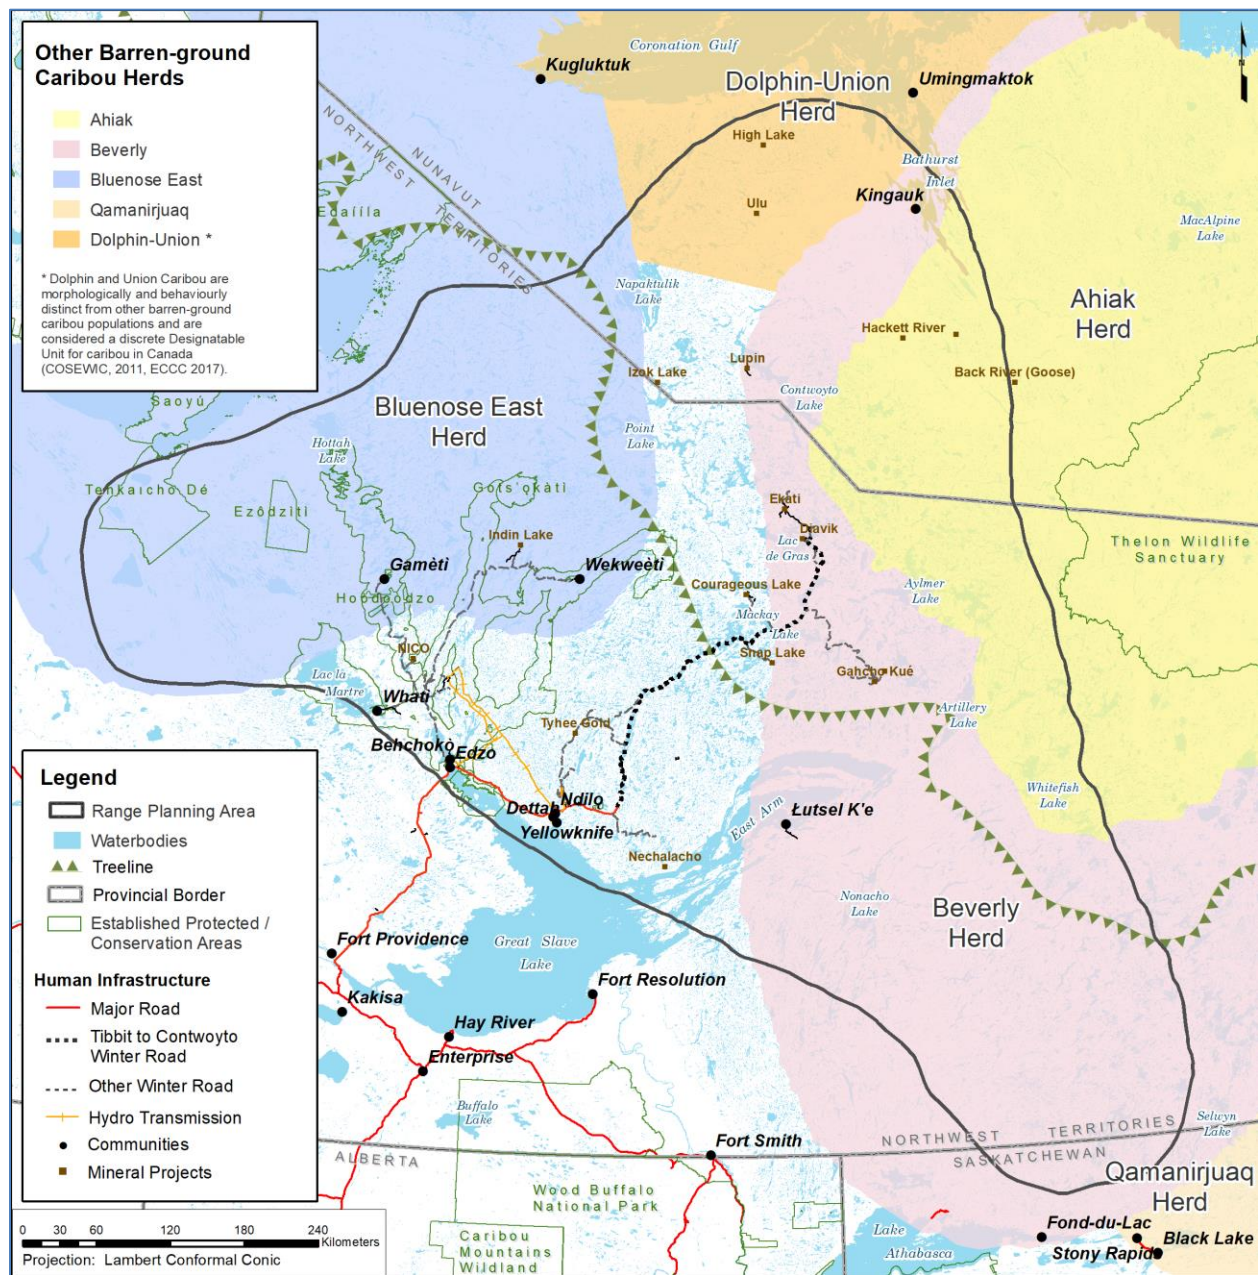 Other Barren-ground
Caribou Herds
Ahiak
Beverly
Bluenose East
Qamanirjuaq
Dolphin-Union *
* Dolphin and Union Caribou are
morphologically and behaviourly
distinct from other barren-ground
caribou populations and are
considered a discrete Designatable
Unit for caribou in Canada
(COSEWIC, 2011, ECCC 2017).
Coronation Gulf
Kugluktuk
Dolphin-Union
Herd
Umingmaktok
N
High Lake
Bathurst
Inlet
Ulu
Kingauk
NUNAVUT
NORTHWEST TERRITORIES
Edaííla
MacAlpine
Lake
Napaktulik
Lake
Ahiak
Herd
Hackett River
Lupin
Izok Lake
Back River (Goose)
Contwoyto
Lake
Saoyú
Bluenose East
Herd
Point
Lake
Hottah
Lake
Ezǫ̀dzìtì
Gots'okàtì
Ekati
Diavik
Lac
de Gras
Indin Lake
Thelon Wildlife
Sanctuary
Gamètì
Wekweètì
Courageous Lake
Aylmer
Lake
Mackay
Lake
NICO
Snap Lake
Gahcho Kué
Lac la
Martre
Whatì
Artillery
Lake
Tyhee Gold
Behchokǫ̀
Edzo
Whitefish
Lake
Ndilǫ
Dettah
Yellowknife
East Arm
Łutsel K'e
Nechalacho
Nonacho
Lake
Beverly
Herd
Great Slave
Lake
Fort Providence
Fort Resolution
Kakisa
Hay River
Enterprise
Buffalo
Lake
Selwyn
Lake
NORTHWEST TERRITORIES
SASKATCHEWAN
ALBERTA
Fort Smith
Qamanirjuaq
Herd
Wood Buffalo
National Park
Caribou
Mountains
Wildland
Lake
Athabasca
Fond-du-Lac
Black Lake
Stony Rapids
Legend
Range Planning Area
Waterbodies
Treeline
Provincial Border
Established Protected /
Conservation Areas
Human Infrastructure
Major Road
Tibbit to Contwoyto
Winter Road
Other Winter Road
Hydro Transmission
Communities
Mineral Projects
0 30 60 120 180 240
Kilometers
Projection: Lambert Conformal Conic